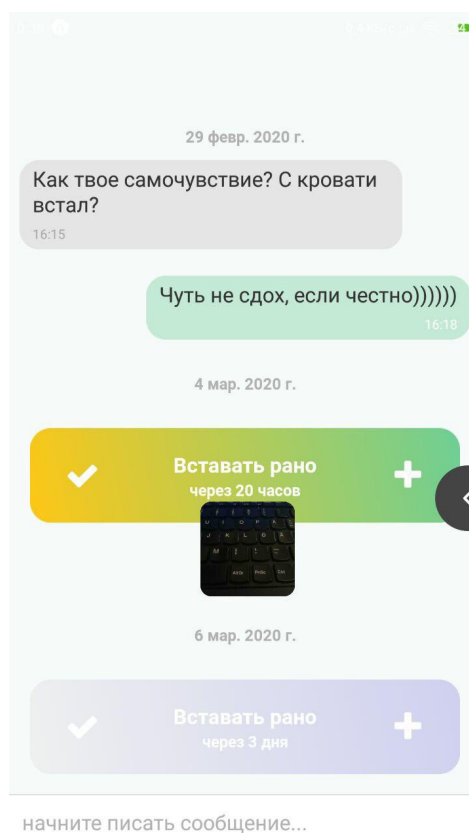 29 февр. 2020 г.
Как твое самочувствие? С кровати
встал?
16:15
Чуть не сдох, если честно))))))
16:18
4 мар. 2020 г.
Вставать рано
через 20 часов
6 мар. 2020 г.
Вставать рано
через 3 дня
начните писать сообщение...